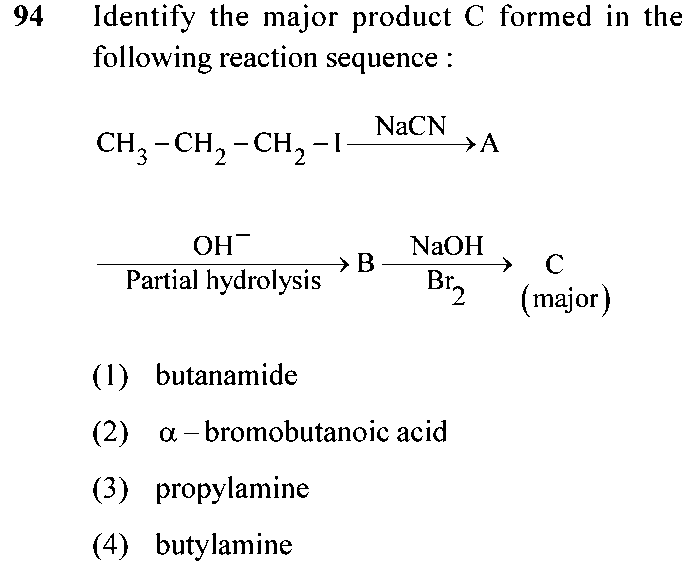 94 Identify the major product C formed in the
following reaction sequence :
CH₃ – CH₂ – CH₂ – I —NaCN→ A
—OH⁻ / Partial hydrolysis→ B —NaOH / Br₂→ C (major)
(1) butanamide
(2) α – bromobutanoic acid
(3) propylamine
(4) butylamine